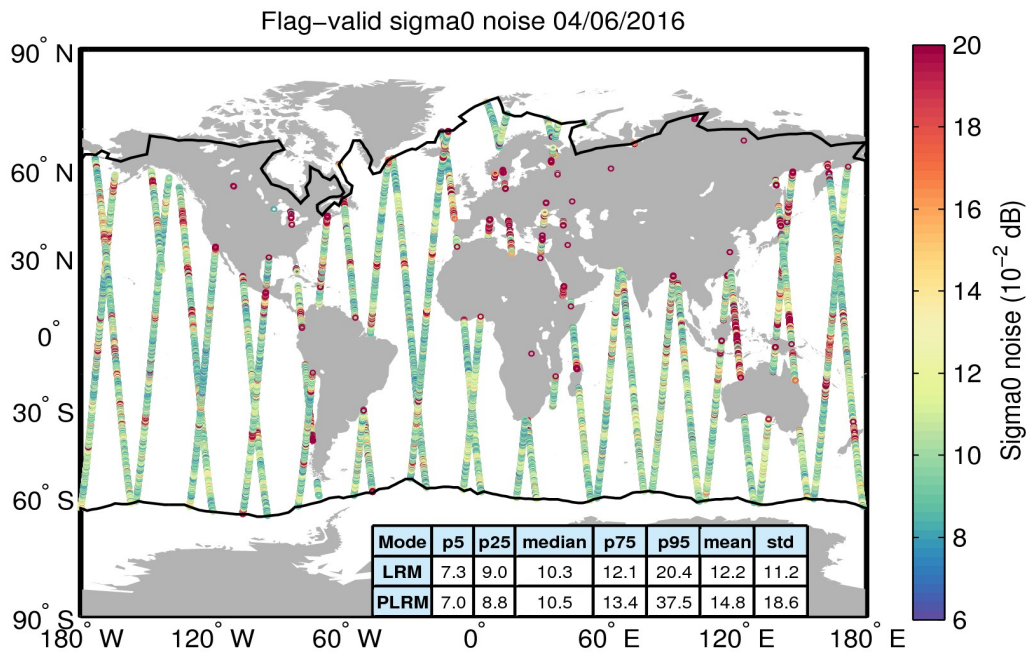 Flag−valid sigma0 noise 04/06/2016
90° N
60° N
30° N
0°
30° S
60° S
90° S
180° W 120° W 60° W 0° 60° E 120° E 180° E
Mode p5 p25 median p75 p95 mean std
LRM 7.3 9.0 10.3 12.1 20.4 12.2 11.2
PLRM 7.0 8.8 10.5 13.4 37.5 14.8 18.6
20
18
16
14
12
10
8
6
Sigma0 noise (10⁻² dB)